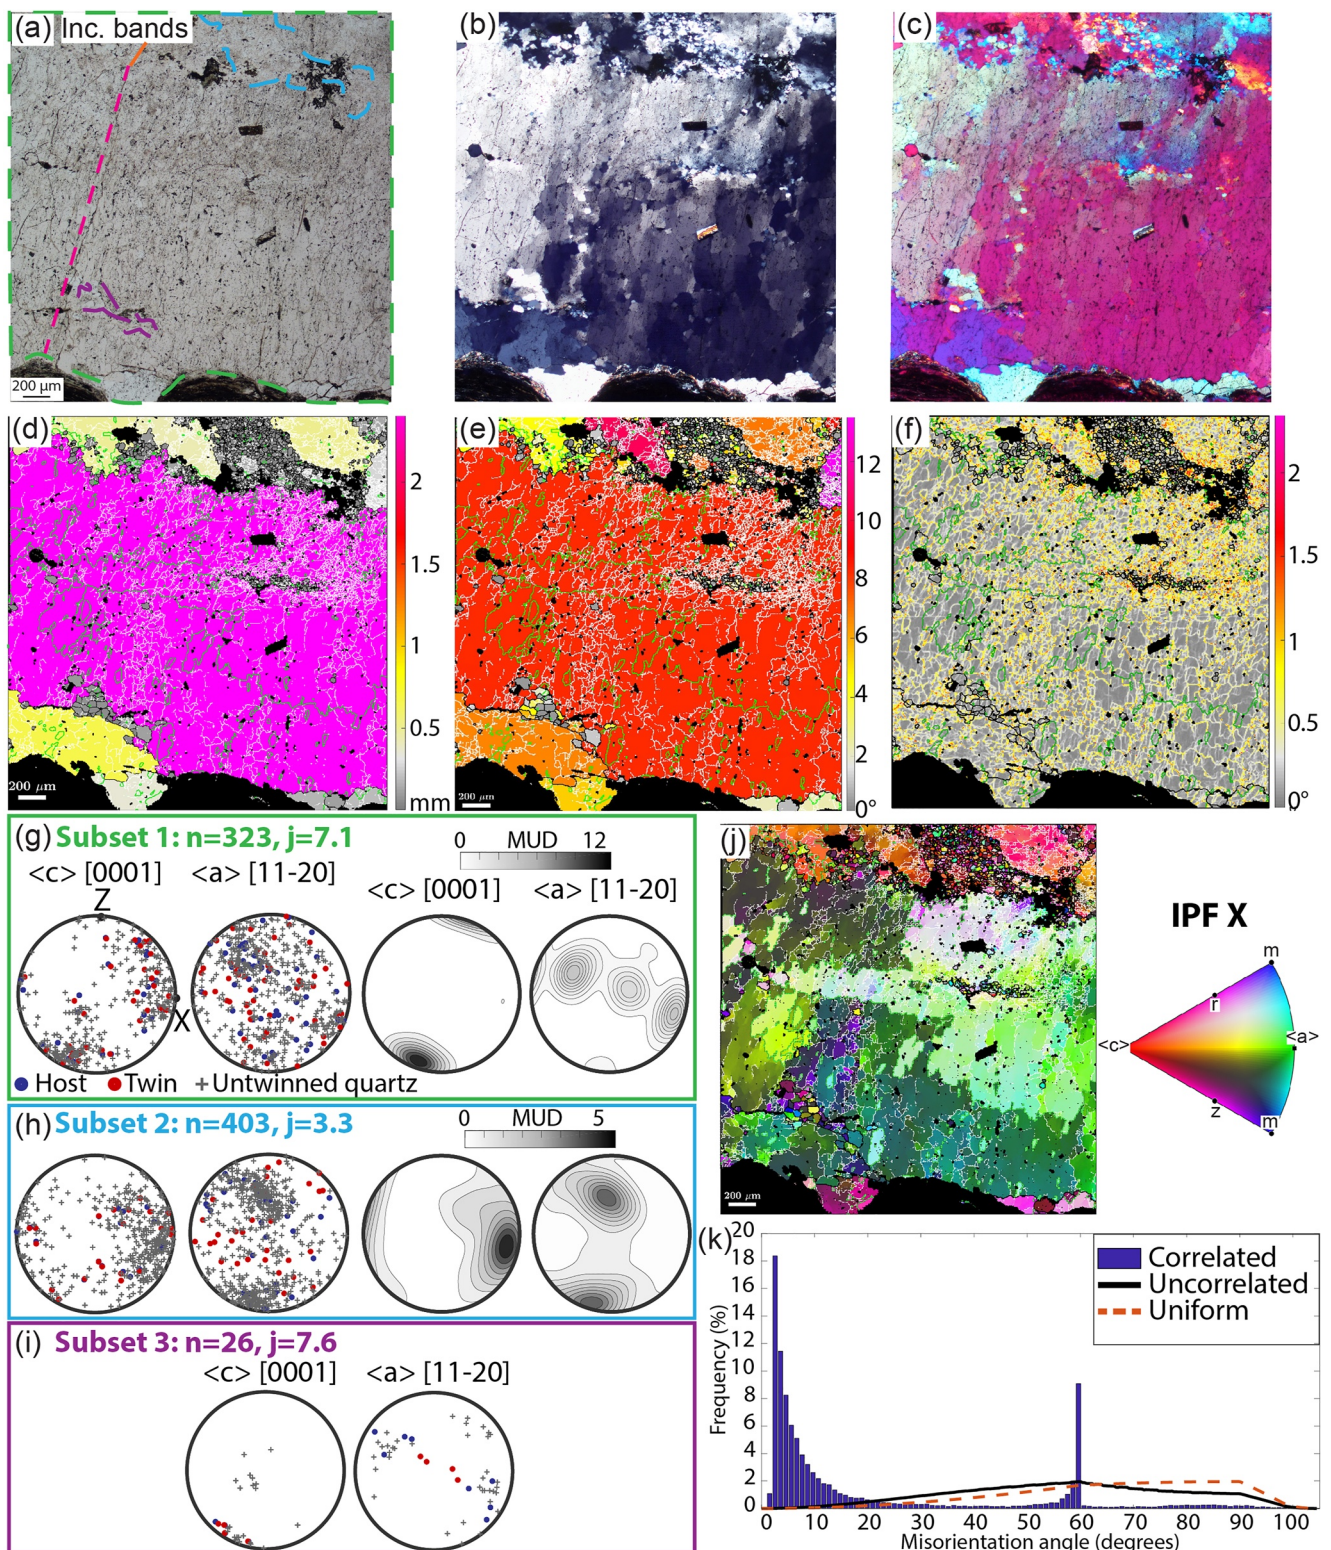 (a) Inc. bands
200 µm
(b)
(c)
(d)
2
1.5
1
0.5
mm
200 µm
(e)
12
10
8
6
4
2
0°
200 µm
(f)
2
1.5
1
0.5
0°
(g) Subset 1: n=323, j=7.1
0 MUD 12
<c> [0001] <a> [11-20] <c> [0001] <a> [11-20]
Z
X
Host Twin + Untwinned quartz
(h) Subset 2: n=403, j=3.3
0 MUD 5
(i) Subset 3: n=26, j=7.6
<c> [0001] <a> [11-20]
(j)
200 µm
IPF X
m
r
<c>
<a>
z
m
(k)
Correlated
Uncorrelated
Uniform
Frequency (%)
20
18
16
14
12
10
8
6
4
2
0
0 10 20 30 40 50 60 70 80 90 100
Misorientation angle (degrees)